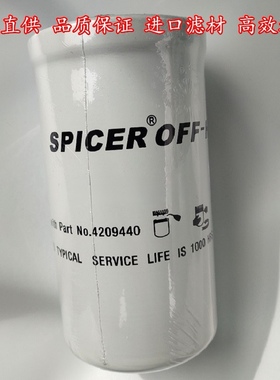 直供 品质保证 进口滤材 高效
SPICER® OFF-
Part No.4209440
TYPICAL SERVICE LIFE IS 1000